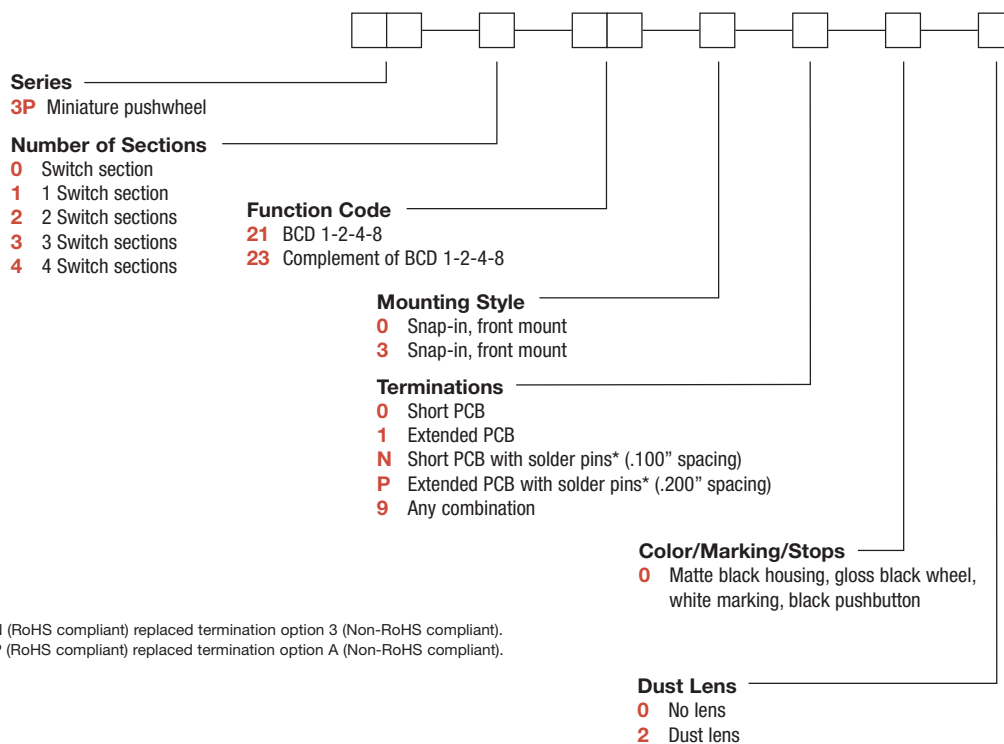 Series
3P Miniature pushwheel
Number of Sections
0 Switch section
1 1 Switch section
2 2 Switch sections
3 3 Switch sections
4 4 Switch sections
Function Code
21 BCD 1-2-4-8
23 Complement of BCD 1-2-4-8
Mounting Style
0 Snap-in, front mount
3 Snap-in, front mount
Terminations
0 Short PCB
1 Extended PCB
N Short PCB with solder pins* (.100” spacing)
P Extended PCB with solder pins* (.200” spacing)
9 Any combination
Color/Marking/Stops
0 Matte black housing, gloss black wheel,
white marking, black pushbutton
(RoHS compliant) replaced termination option 3 (Non-RoHS compliant).
(RoHS compliant) replaced termination option A (Non-RoHS compliant).
Dust Lens
0 No lens
2 Dust lens